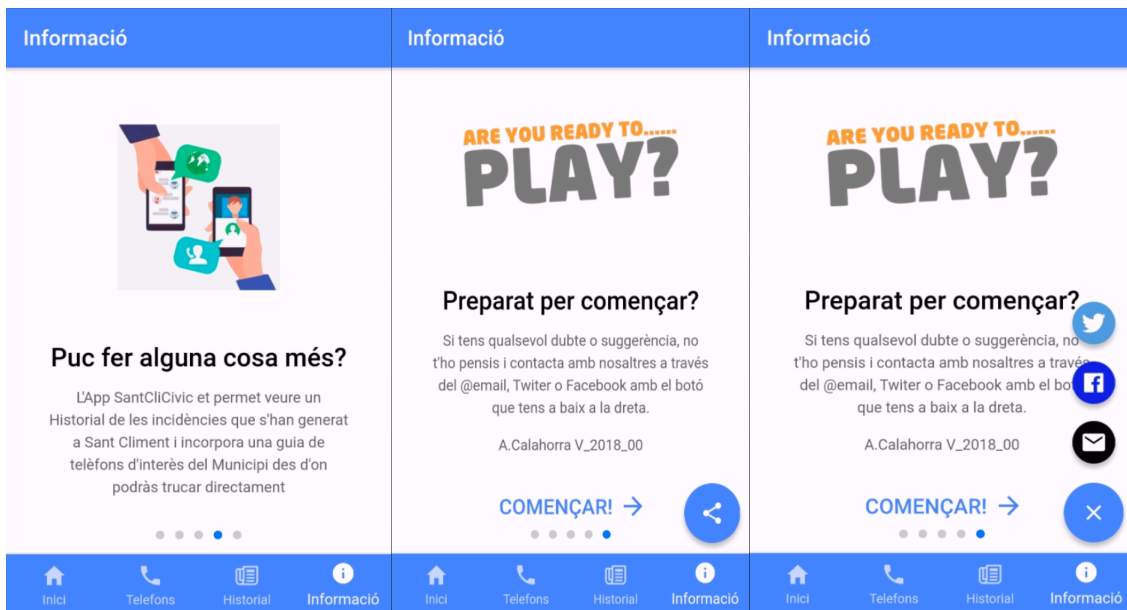 Informació
Puc fer alguna cosa més?
L'App SantCliCivic et permet veure un
Historial de les incidències que s'han generat
a Sant Climent i incorpora una guia de
telèfons d'interès del Municipi des d'on
podràs trucar directament
Inici
Telefons
Historial
Informació
Informació
ARE YOU READY TO......
PLAY?
Preparat per començar?
Si tens qualsevol dubte o suggerència, no
t'ho pensis i contacta amb nosaltres a través
del @email, Twiter o Facebook amb el botó
que tens a baix a la dreta.
A.Calahorra V_2018_00
COMENÇAR! →
Inici
Telefons
Historial
Informació
Informació
ARE YOU READY TO......
PLAY?
Preparat per començar?
Si tens qualsevol dubte o suggerència, no
t'ho pensis i contacta amb nosaltres a través
del @email, Twiter o Facebook amb el bo
que tens a baix a la dreta.
A.Calahorra V_2018_00
COMENÇAR! →
Inici
Telefons
Historial
Informació